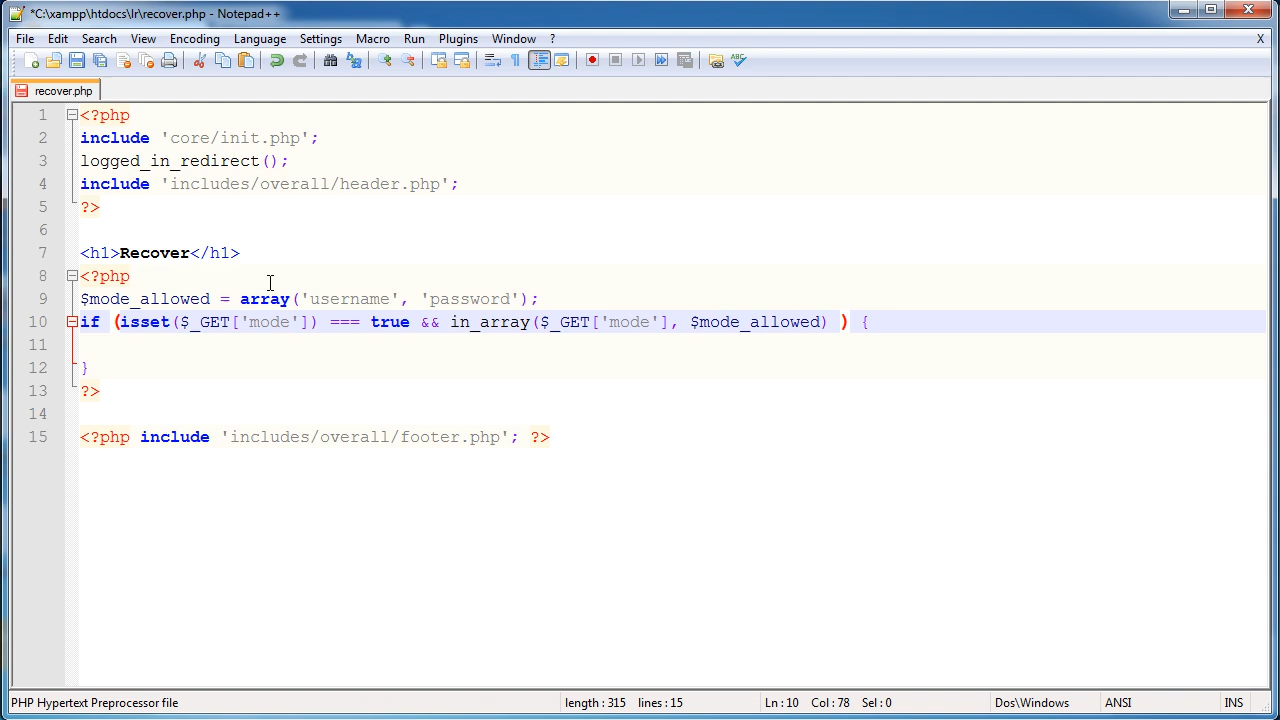 *C:\xampp\htdocs\lr\recover.php - Notepad++
File Edit Search View Encoding Language Settings Macro Run Plugins Window ? X
recover.php
1 <?php
2 include 'core/init.php';
3 logged_in_redirect();
4 include 'includes/overall/header.php';
5 ?>
6
7 <h1>Recover</h1>
8 <?php
9 $mode_allowed = array('username', 'password');
10 if (isset($_GET['mode']) === true && in_array($_GET['mode'], $mode_allowed) ) {
11
12 }
13 ?>
14
15 <?php include 'includes/overall/footer.php'; ?>
PHP Hypertext Preprocessor file length : 315 lines : 15 Ln : 10 Col : 78 Sel : 0 Dos\Windows ANSI INS